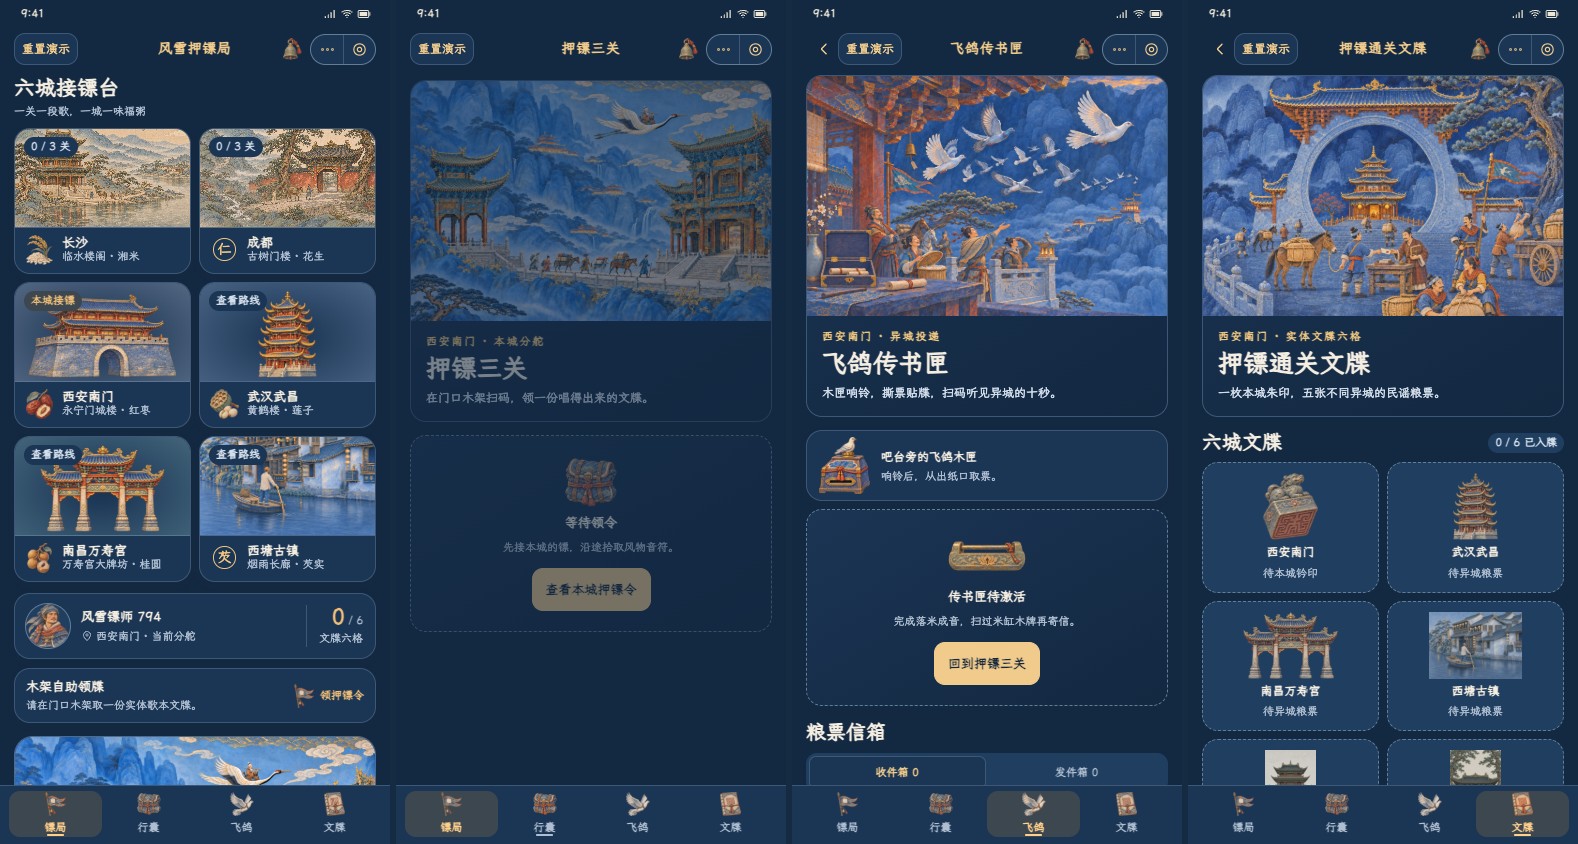 9:41
重置演示
风雪押镖局
六城接镖台
一关一段歌，一城一味福粥
0 / 3 关
长沙
临水楼阁·湘米
0 / 3 关
仁
成都
古树门楼·花生
本城接镖
西安南门
永宁门城楼·红枣
查看路线
武汉武昌
黄鹤楼·莲子
查看路线
南昌万寿宫
万寿宫大牌坊·桂圆
芡
西塘古镇
烟雨长廊·芡实
风雪镖师 794
西安南门·当前分舵
0 / 6
文牒六格
木架自助领牒
请在门口木架取一份实体歌本文牒。
领押镖令
镖局
行囊
飞鸽
文牒
9:41
重置演示
押镖三关
西安南门 · 本城分舵
押镖三关
在门口木架扫码，领一份唱得出来的文牒。
等待领令
先接本城的镖，沿途拾取风物音符。
查看本城押镖令
镖局
行囊
飞鸽
文牒
9:41
重置演示
飞鸽传书匣
西安南门 · 异城投递
飞鸽传书匣
木匣响铃，撕票贴牒，扫码听见异城的十秒。
吧台旁的飞鸽木匣
响铃后，从出纸口取票。
传书匣待激活
完成落米成音，扫过米缸木牌再寄信。
回到押镖三关
粮票信箱
收件箱 0
发件箱 0
镖局
行囊
飞鸽
文牒
9:41
重置演示
押镖通关文牒
西安南门 · 实体文牒六格
押镖通关文牒
一枚本城朱印，五张不同异城的民谣粮票。
六城文牒
0 / 6 已入牒
西安南门
待本城钤印
武汉武昌
待异城粮票
南昌万寿宫
待异城粮票
西塘古镇
待异城粮票
镖局
行囊
飞鸽
文牒